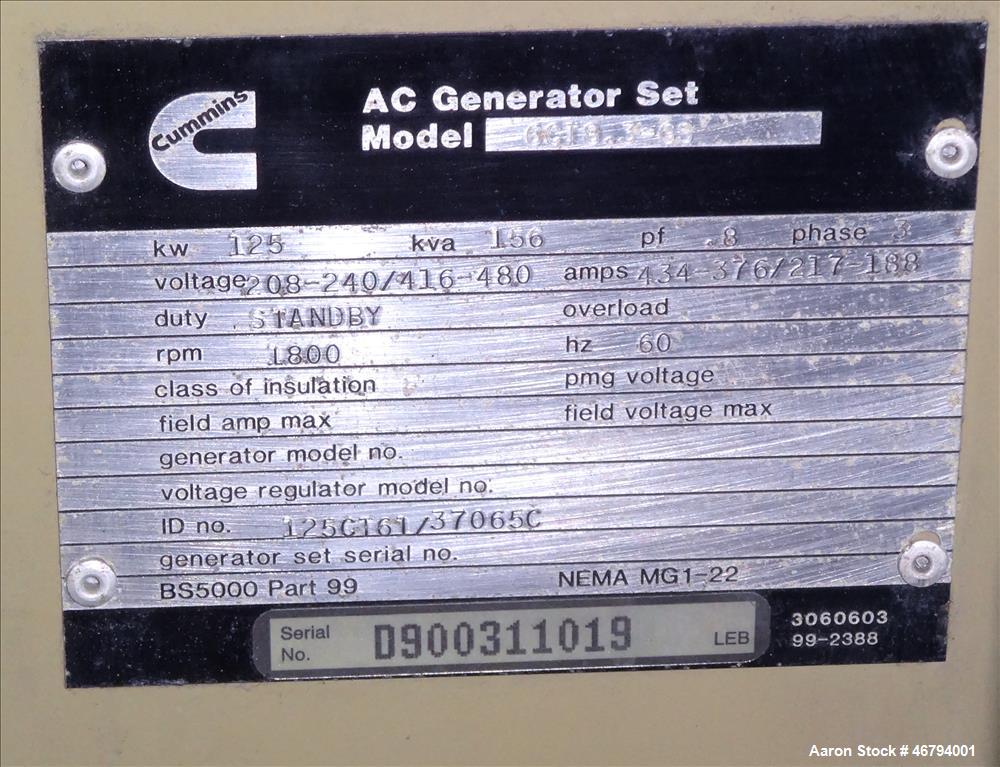 Cummins
AC Generator Set
Model
kw 125 kva 156 pf .8 phase 3
voltage 208-240/416-480 amps 434-376/217-188
duty STANDBY overload
rpm 1800 hz 60
class of insulation pmg voltage
field amp max field voltage max
generator model no.
voltage regulator model no.
ID no. 125CT61/37065C
generator set serial no.
BS5000 Part 99 NEMA MG1-22
Serial No. D900311019 LEB
3060603
99-2388
Aaron Stock # 46794001